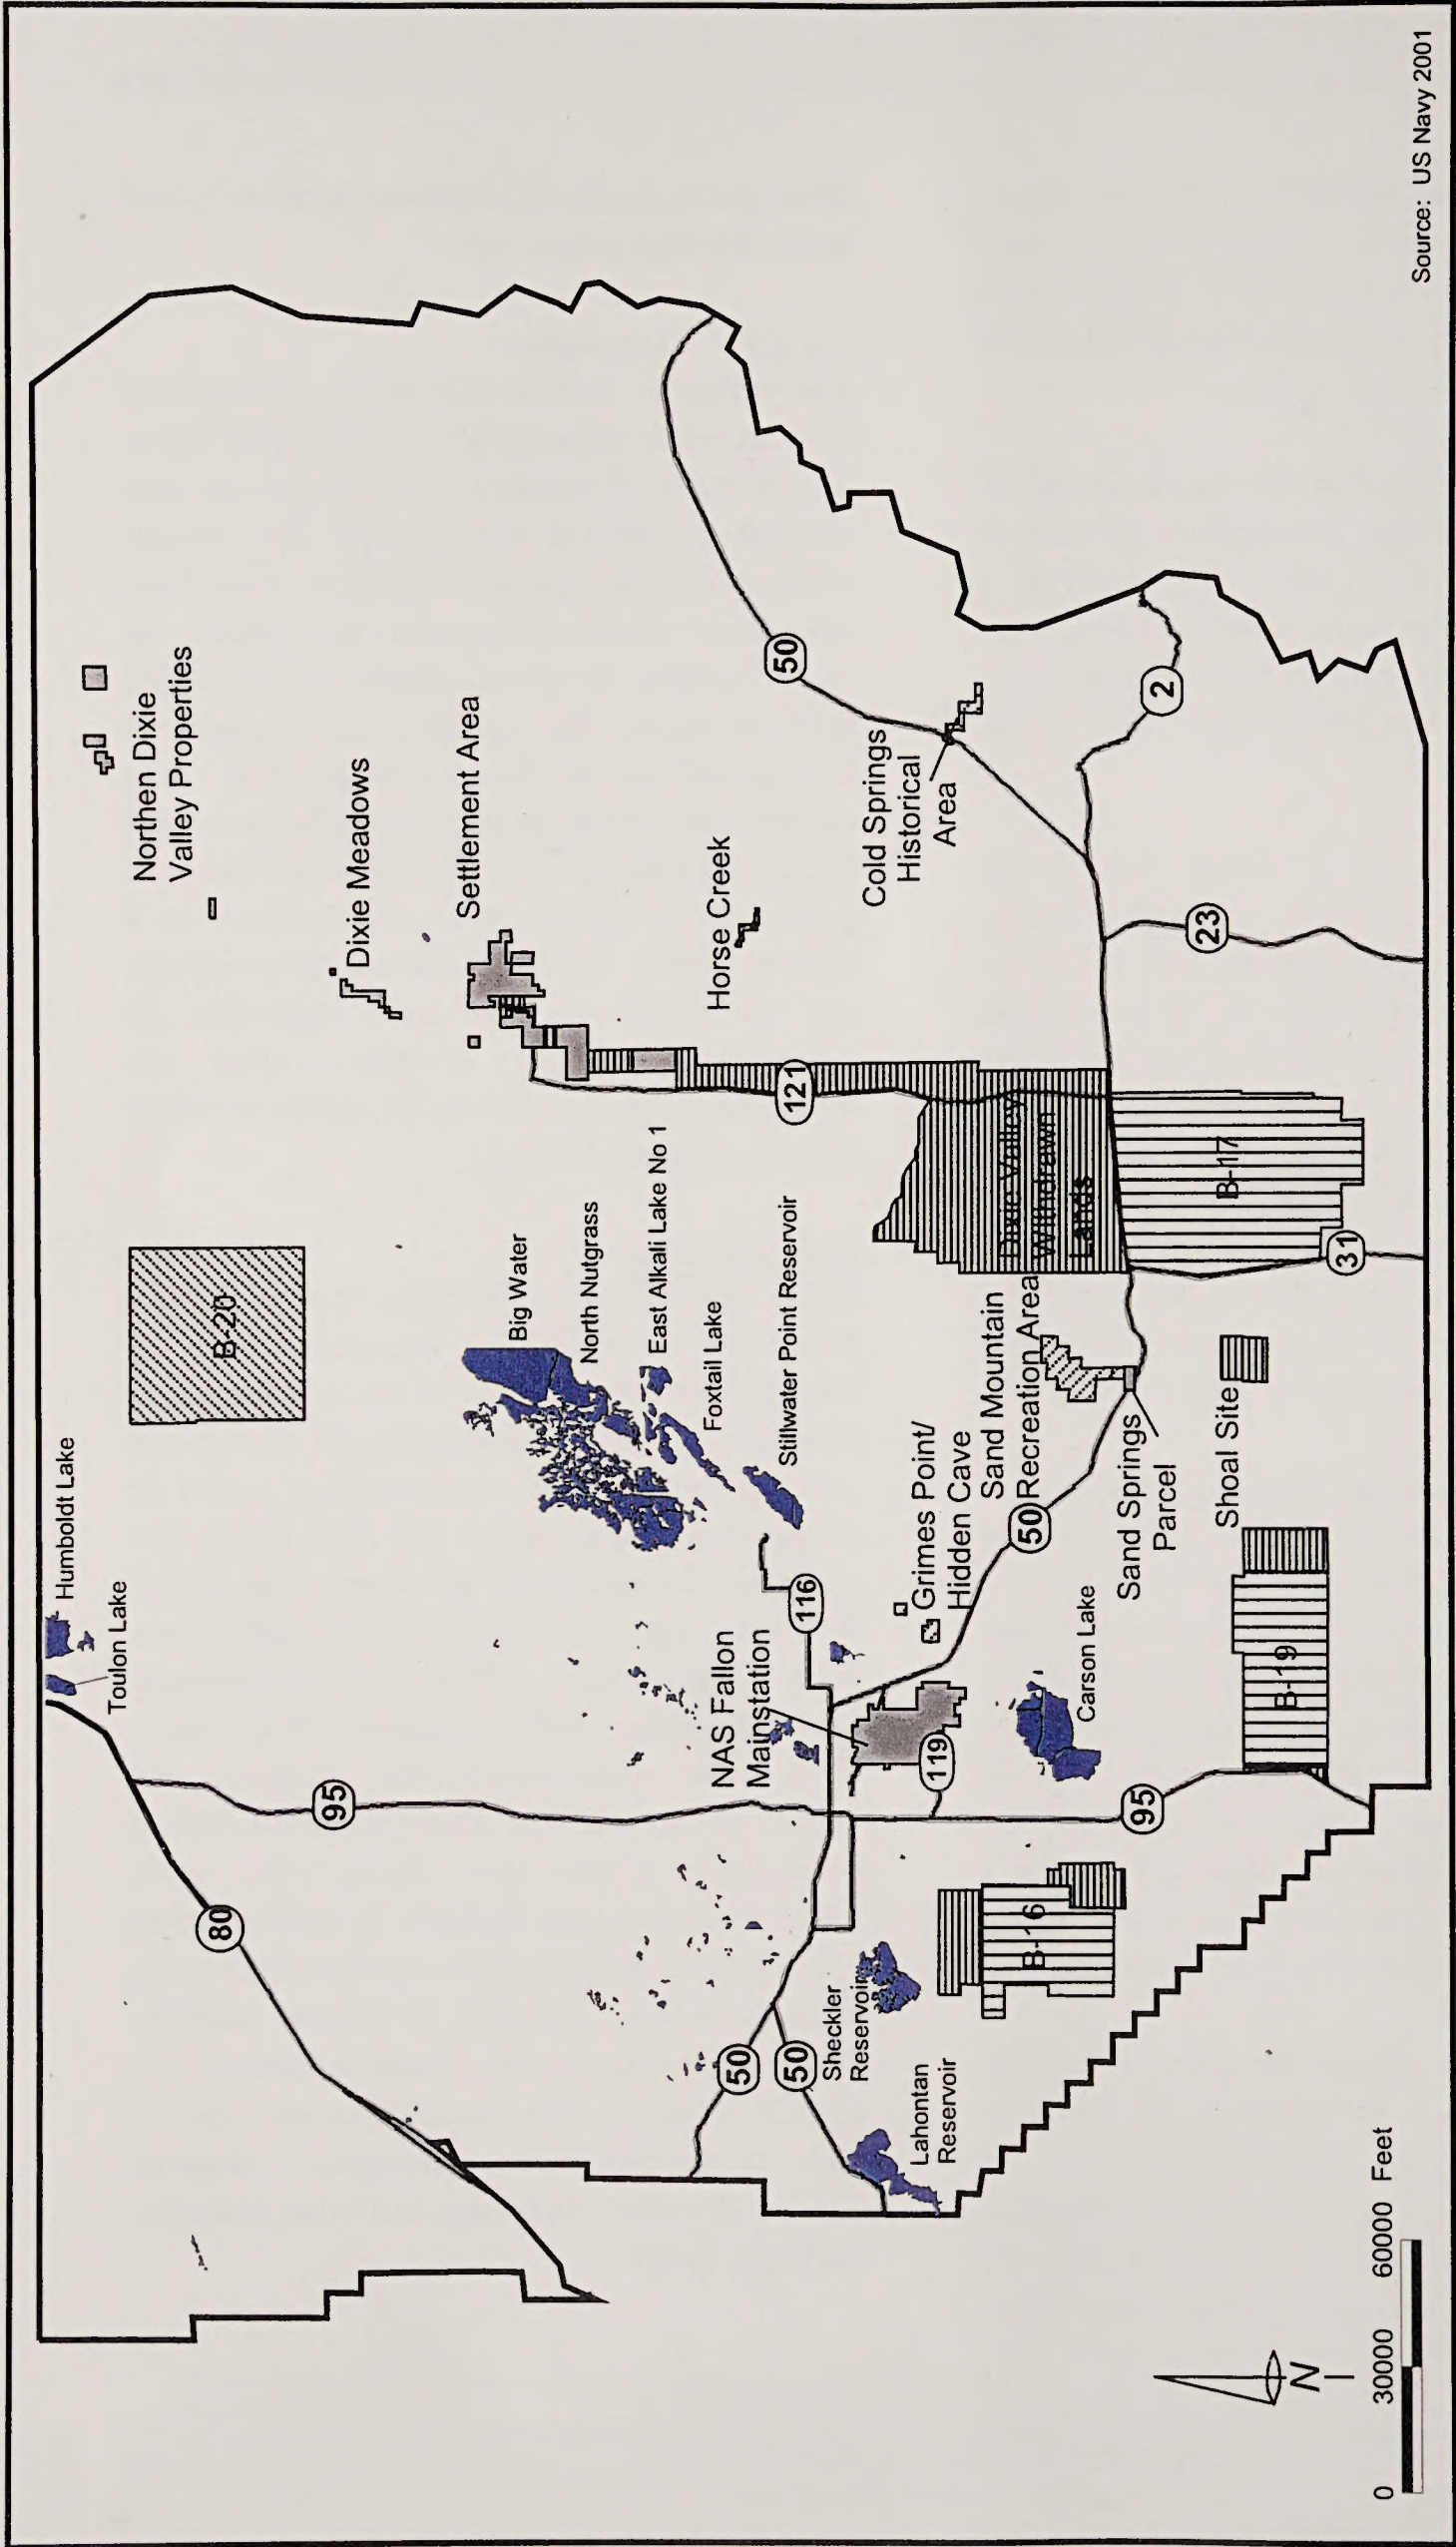 Humboldt Lake
Toulon Lake
B-20
Northen Dixie
Valley Properties
Dixie Meadows
Settlement Area
80
95
Big Water
North Nutgrass
East Alkali Lake No 1
Foxtail Lake
Stillwater Point Reservoir
Horse Creek
121
50
50
50
116
NAS Fallon
Mainstation
119
Sheckler
Reservoir
Lahontan
Reservoir
Grimes Point/
Hidden Cave
Sand Mountain
Recreation Area
50
Dixie Valley
Withdrawn
Lands
Cold Springs
Historical
Area
B-16
Carson Lake
95
Sand Springs
Parcel
Shoal Site
B-19
B-17
31
23
2
N
0 30000 60000 Feet
Source: US Navy 2001